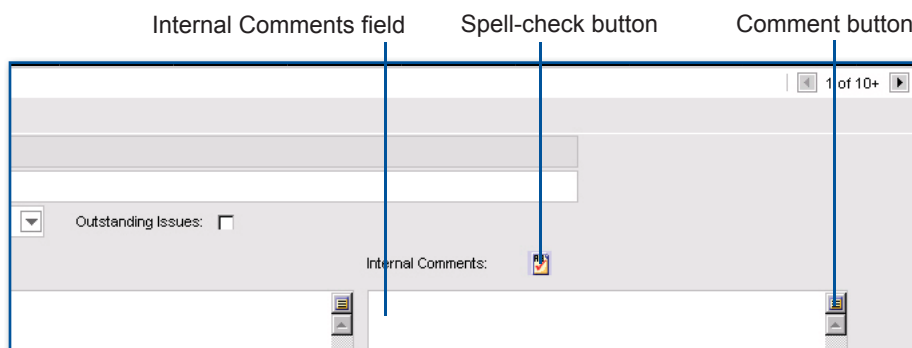 Internal Comments field Spell-check button Comment button
1 of 10+
Outstanding Issues:
Internal Comments: